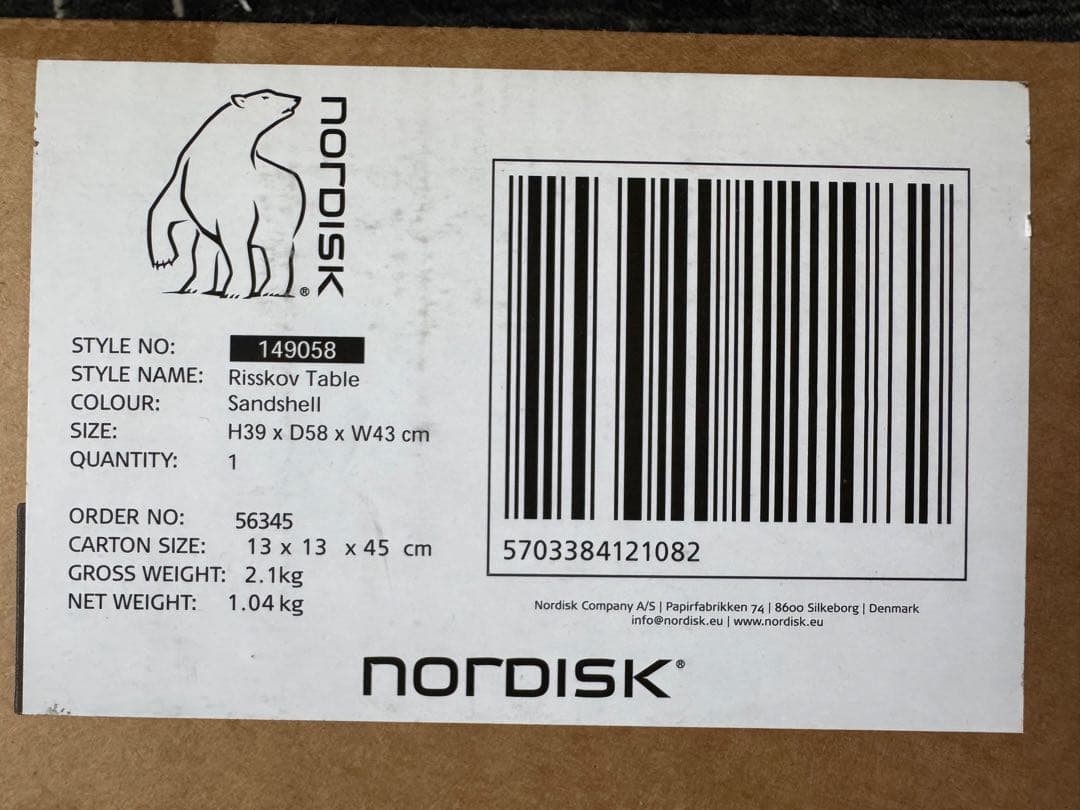 NORDISK
®
STYLE NO: 149058
STYLE NAME: Risskov Table
COLOUR: Sandshell
SIZE: H39 x D58 x W43 cm
QUANTITY: 1
ORDER NO: 56345
CARTON SIZE: 13 x 13 x 45 cm
GROSS WEIGHT: 2.1kg
NET WEIGHT: 1.04 kg
5703384121082
Nordisk Company A/S | Papirfabrikken 74 | 8600 Silkeborg | Denmark
info@nordisk.eu | www.nordisk.eu
NORDISK®